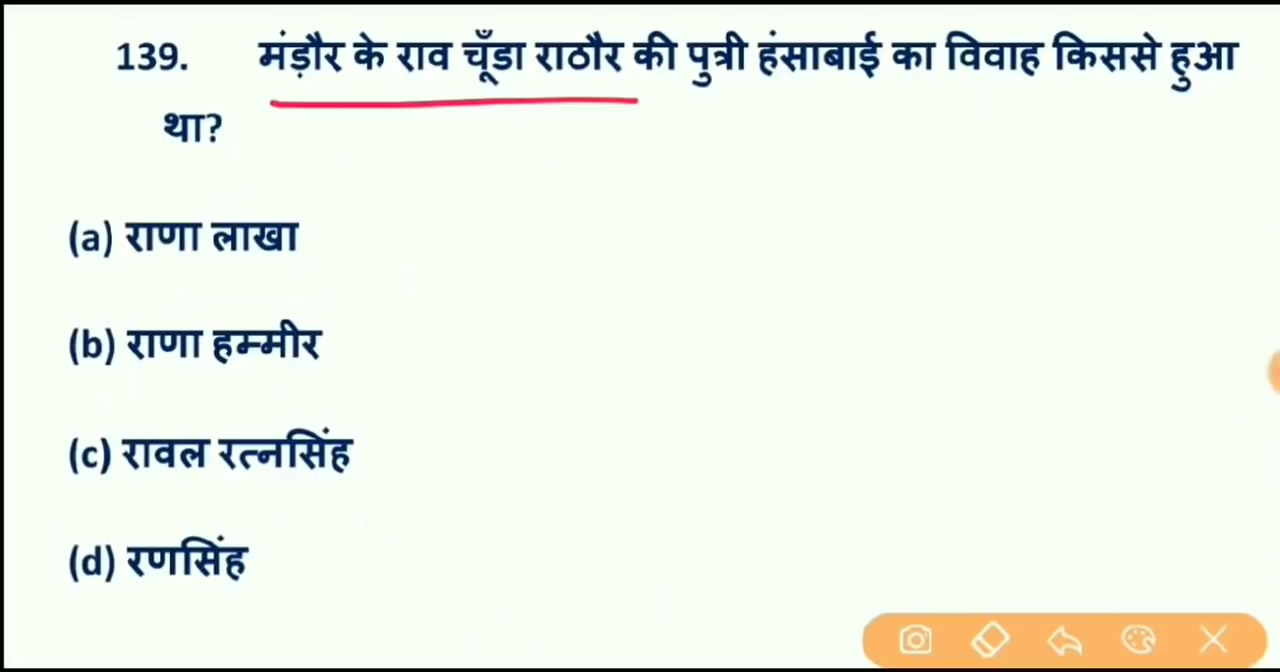 139. मंड़ौर के राव चूँडा राठौर की पुत्री हंसाबाई का विवाह किससे हुआ
था?
(a) राणा लाखा
(b) राणा हम्मीर
(c) रावल रत्नसिंह
(d) रणसिंह